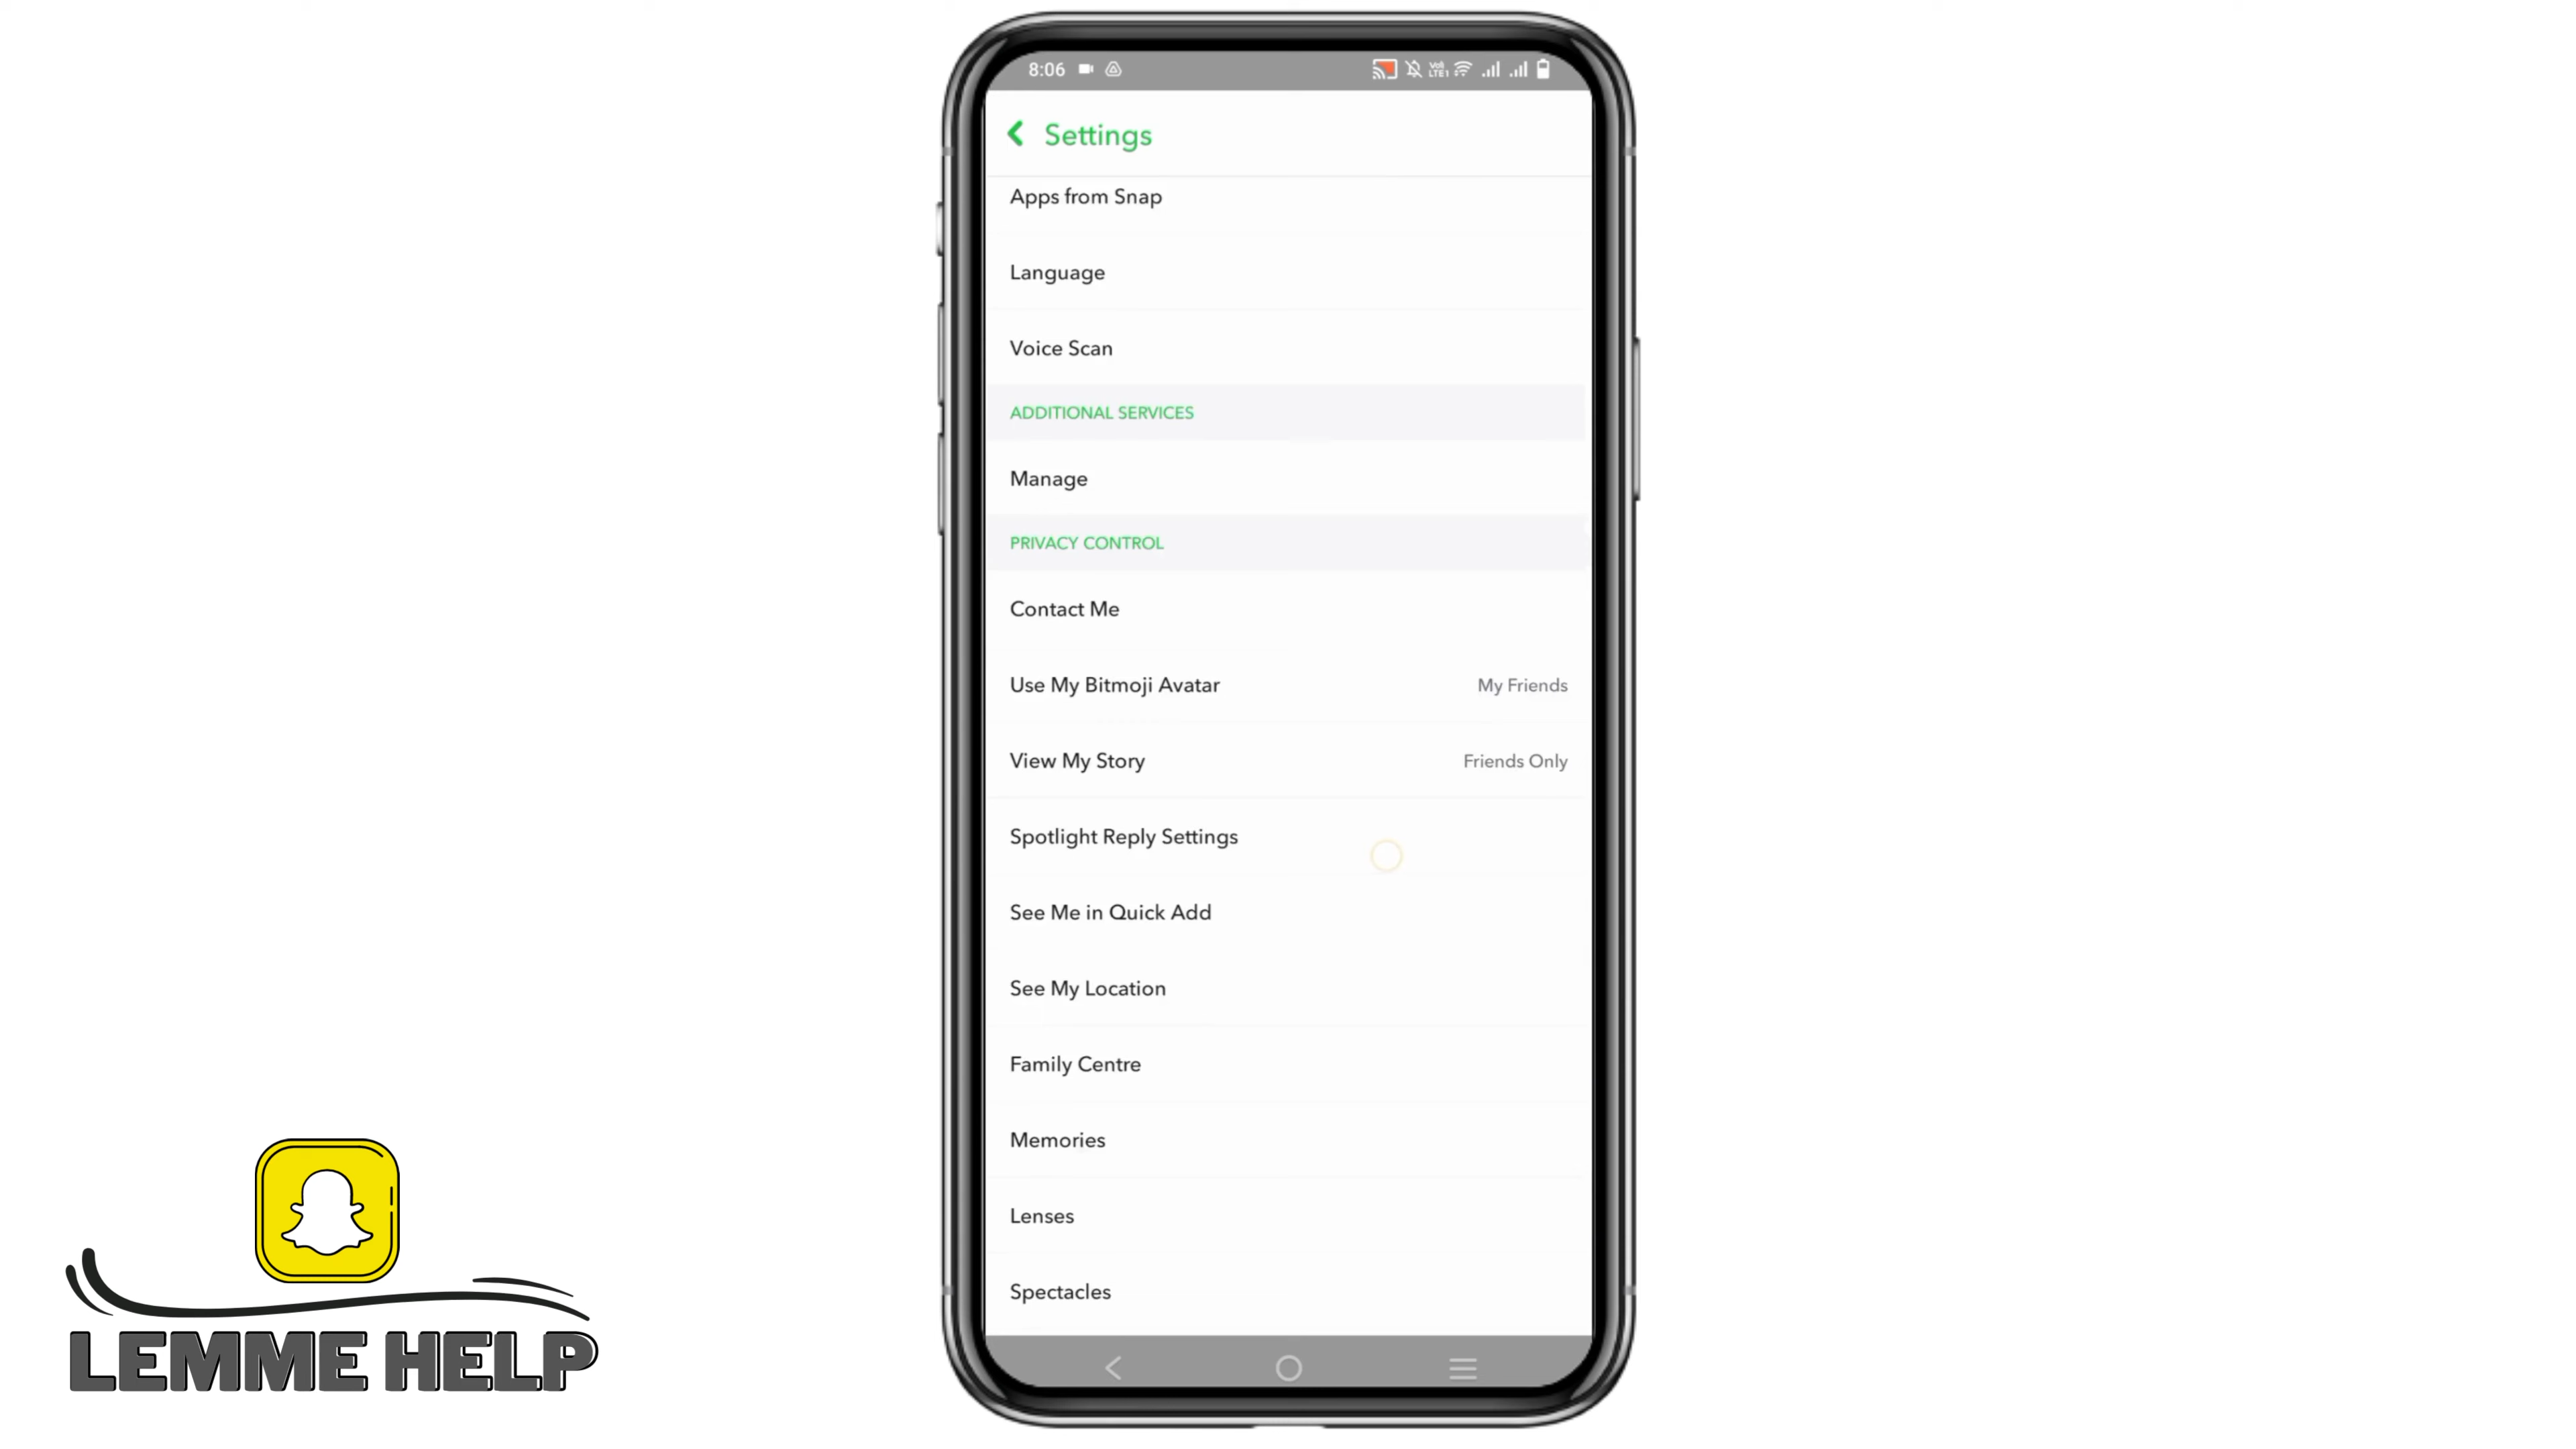 8:06
Vo)
LTE1
Settings
Apps from Snap
Language
Voice Scan
ADDITIONAL SERVICES
Manage
PRIVACY CONTROL
Contact Me
Use My Bitmoji Avatar My Friends
View My Story Friends Only
Spotlight Reply Settings
See Me in Quick Add
See My Location
Family Centre
Memories
Lenses
Spectacles
LEMME HELP